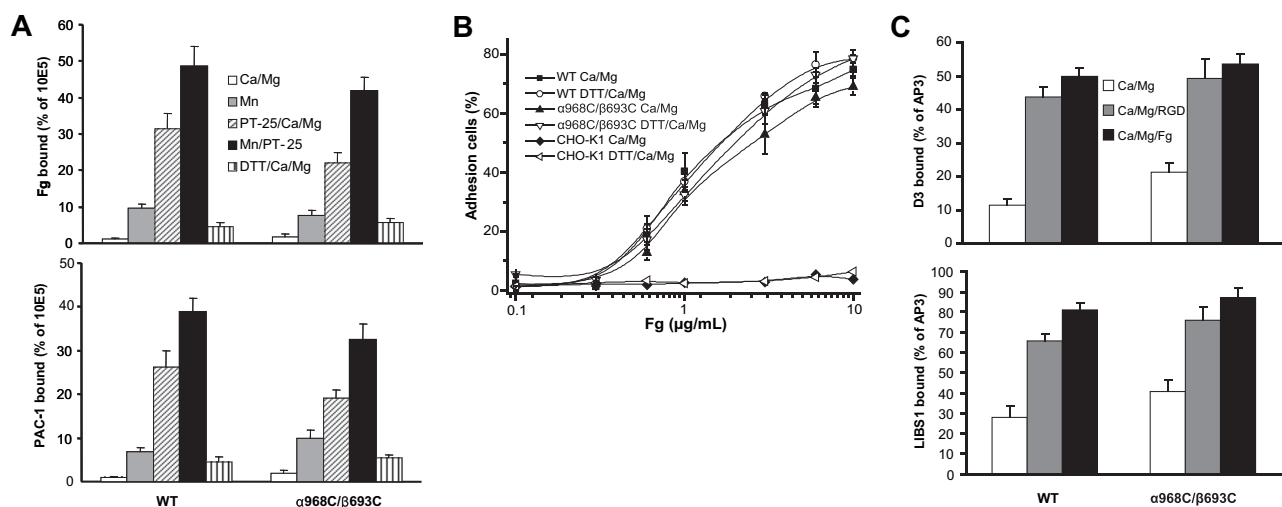 A
Fg bound (% of 10E5)
60
50
40
30
20
10
0
Ca/Mg
Mn
PT-25/Ca/Mg
Mn/PT-25
DTT/Ca/Mg
PAC-1 bound (% of 10E5)
50
40
30
20
10
0
WT
α968C/β693C
B
Adhesion cells (%)
80
60
40
20
0
WT Ca/Mg
WT DTT/Ca/Mg
α968C/β693C Ca/Mg
α968C/β693C DTT/Ca/Mg
CHO-K1 Ca/Mg
CHO-K1 DTT/Ca/Mg
0.1
1
10
Fg (µg/mL)
C
D3 bound (% of AP3)
60
50
40
30
20
10
0
Ca/Mg
Ca/Mg/RGD
Ca/Mg/Fg
LIBS1 bound (% of AP3)
100
90
80
70
60
50
40
30
20
10
0
WT
α968C/β693C